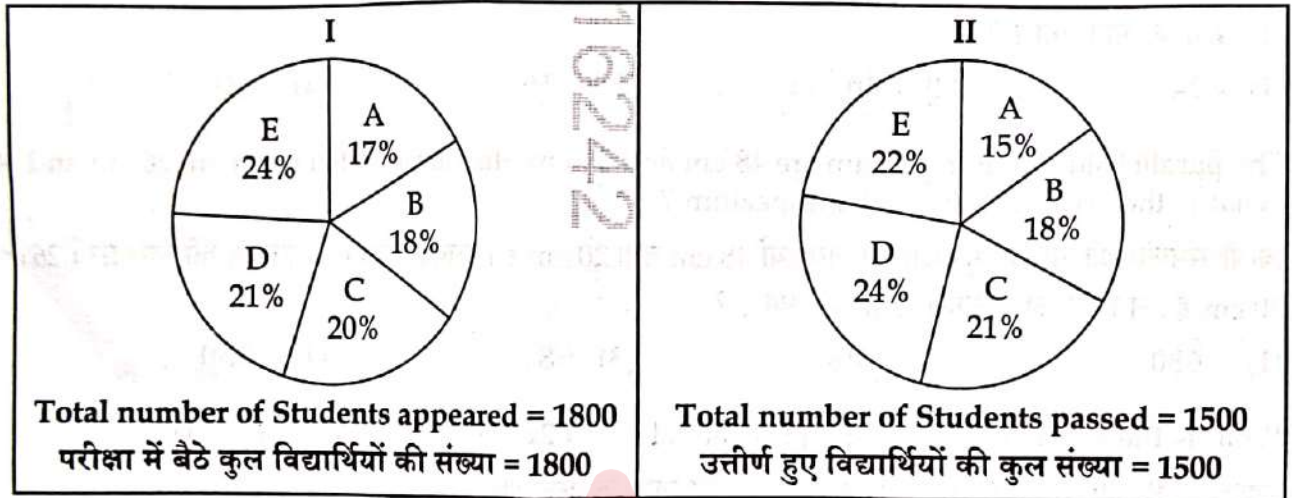 I
A
17%
B
18%
C
20%
D
21%
E
24%
Total number of Students appeared = 1800
परीक्षा में बैठे कुल विद्यार्थियों की संख्या = 1800
16242
II
A
15%
B
18%
C
21%
D
24%
E
22%
Total number of Students passed = 1500
उत्तीर्ण हुए विद्यार्थियों की कुल संख्या = 1500